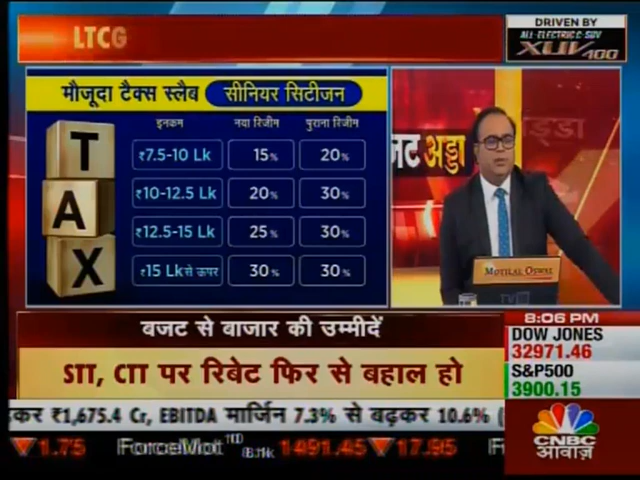 LTCG
DRIVEN BY
ALL-ELECTRIC C-SUV
XUV400
मौजूदा टैक्स स्लैब सीनियर सिटीजन
इनकम नया रिजीम पुराना रिजीम
₹7.5-10 Lk 15% 20%
₹10-12.5 Lk 20% 30%
₹12.5-15 Lk 25% 30%
₹15 Lkसे ऊपर 30% 30%
TAX
अड्डा
MOTILAL OSWAL
बजट से बाजार की उम्मीदें
STT, CTT पर रिबेट फिर से बहाल हो
8:06 PM
DOW JONES
32971.46
S&P500
3900.15
कर ₹1,675.4 Cr, EBITDA मार्जिन 7.3% से बढ़कर 10.6%
1.75 ForceMot 1491.45 17.95
CNBC
आवाज़